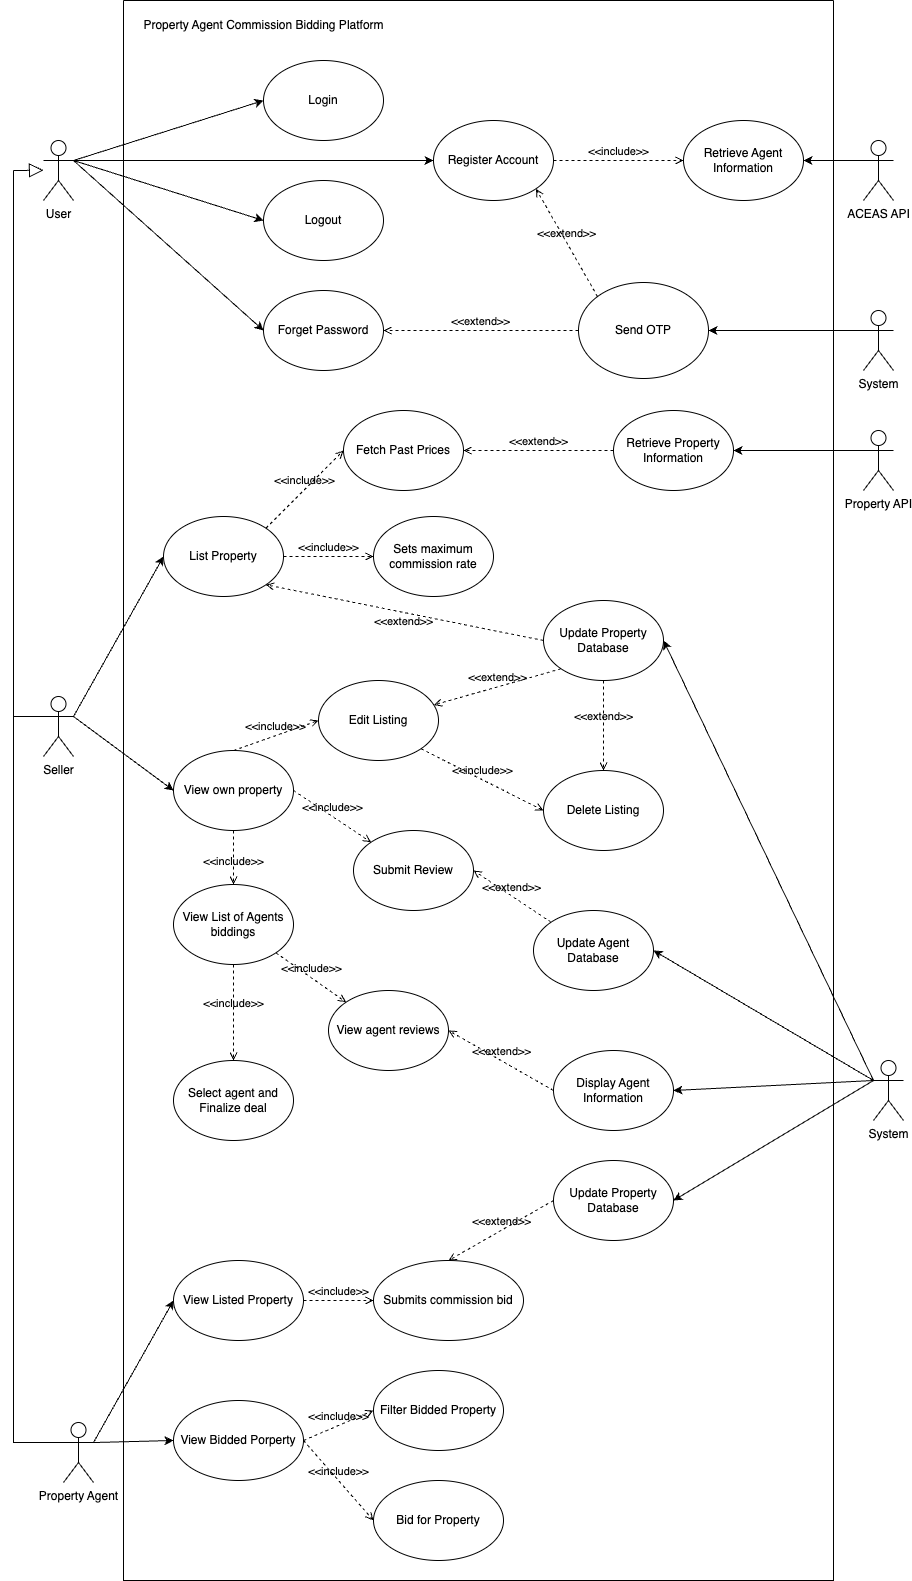 Property Agent Commission Bidding Platform
Login
Register Account
<<include>>
Retrieve Agent
Information
User
ACEAS API
Logout
<<extend>>
Forget Password
<<extend>>
Send OTP
System
Fetch Past Prices
<<extend>>
Retrieve Property
Information
Property API
<<include>>
List Property
<<include>>
Sets maximum
commission rate
<<extend>>
Update Property
Database
<<extend>>
Edit Listing
<<include>>
<<extend>>
Seller
<<include>>
View own property
<<include>>
Delete Listing
<<include>>
Submit Review
<<extend>>
View List of Agents
biddings
Update Agent
Database
<<include>>
<<include>>
View agent reviews
<<extend>>
Select agent and
Finalize deal
Display Agent
Information
System
Update Property
Database
<<extend>>
View Listed Property
<<include>>
Submits commission bid
Filter Bidded Property
<<include>>
View Bidded Porperty
<<include>>
Property Agent
Bid for Property